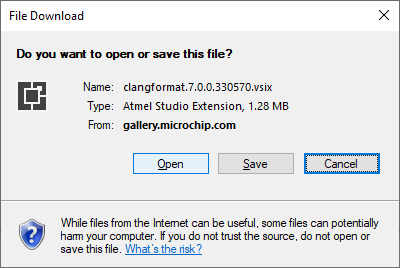 File Download
Do you want to open or save this file?
Name: clangformat.7.0.0.330570.vsix
Type: Atmel Studio Extension, 1.28 MB
From: gallery.microchip.com
Open Save Cancel
While files from the Internet can be useful, some files can potentially
harm your computer. If you do not trust the source, do not open or
save this file. What's the risk?